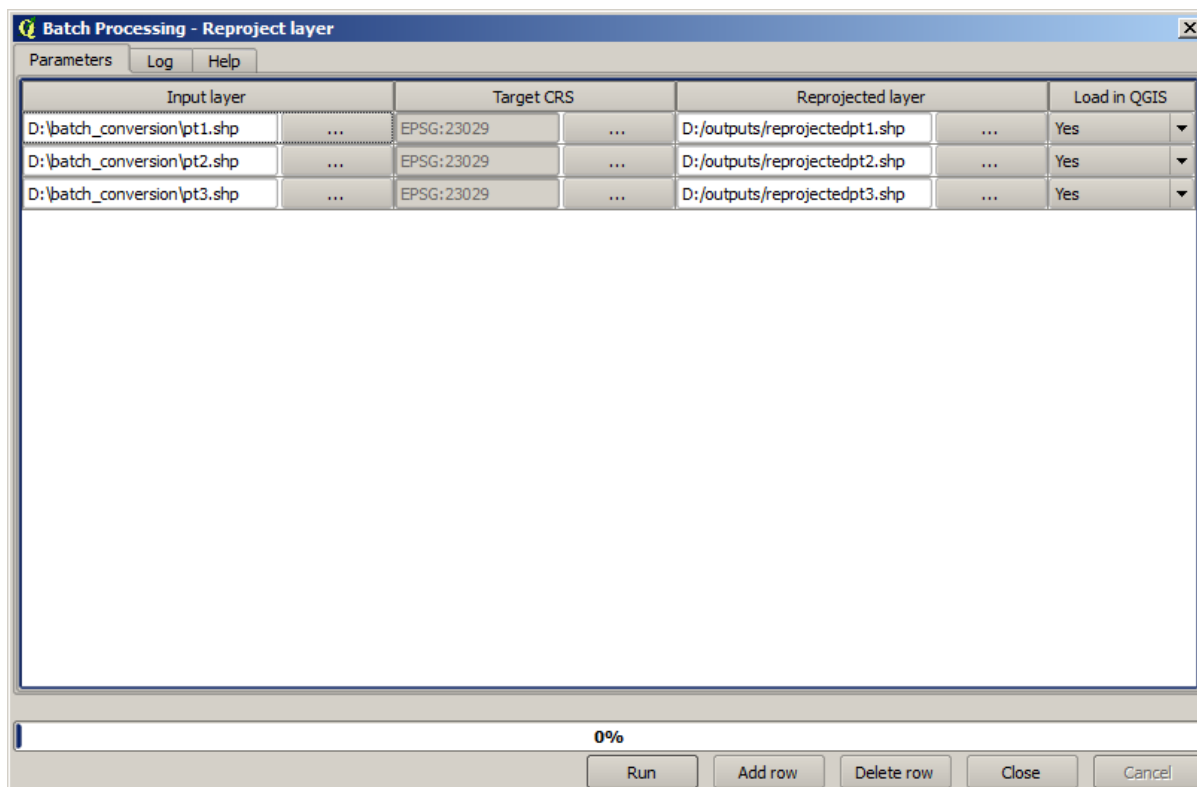 Batch Processing - Reproject layer
Parameters Log Help
Input layer Target CRS Reprojected layer Load in QGIS
D:\batch_conversion\pt1.shp ... EPSG:23029 ... D:/outputs/reprojectedpt1.shp ... Yes
D:\batch_conversion\pt2.shp ... EPSG:23029 ... D:/outputs/reprojectedpt2.shp ... Yes
D:\batch_conversion\pt3.shp ... EPSG:23029 ... D:/outputs/reprojectedpt3.shp ... Yes
0%
Run Add row Delete row Close Cancel